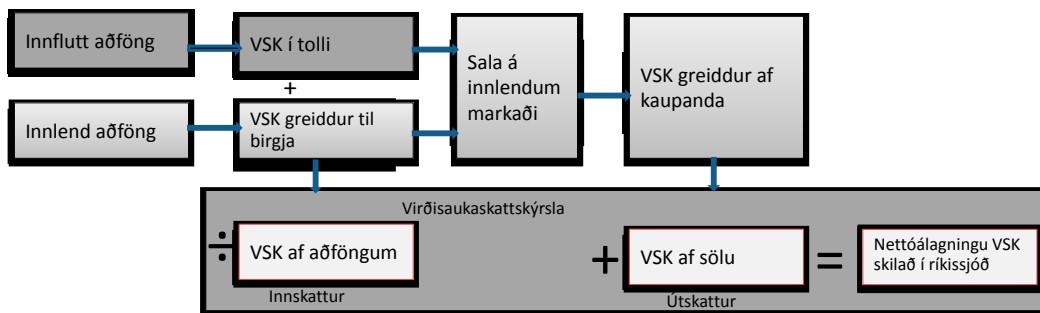 Innflutt aðföng
VSK í tolli
+
Innlend aðföng
VSK greiddur til
birgja
Sala á
innlendum
markaði
VSK greiddur af
kaupanda
Virðisaukaskattskýrsla
÷
VSK af aðföngum
Innskattur
+
VSK af sölu
Útskattur
=
Nettóálagningu VSK
skilað í ríkissjóð